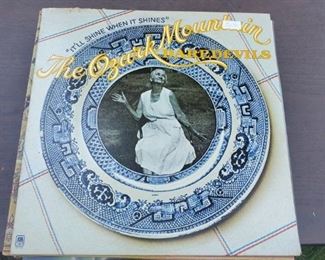 "IT'LL SHINE WHEN IT SHINES"
The Ozark Mountain
DAREDEVILS
A&M